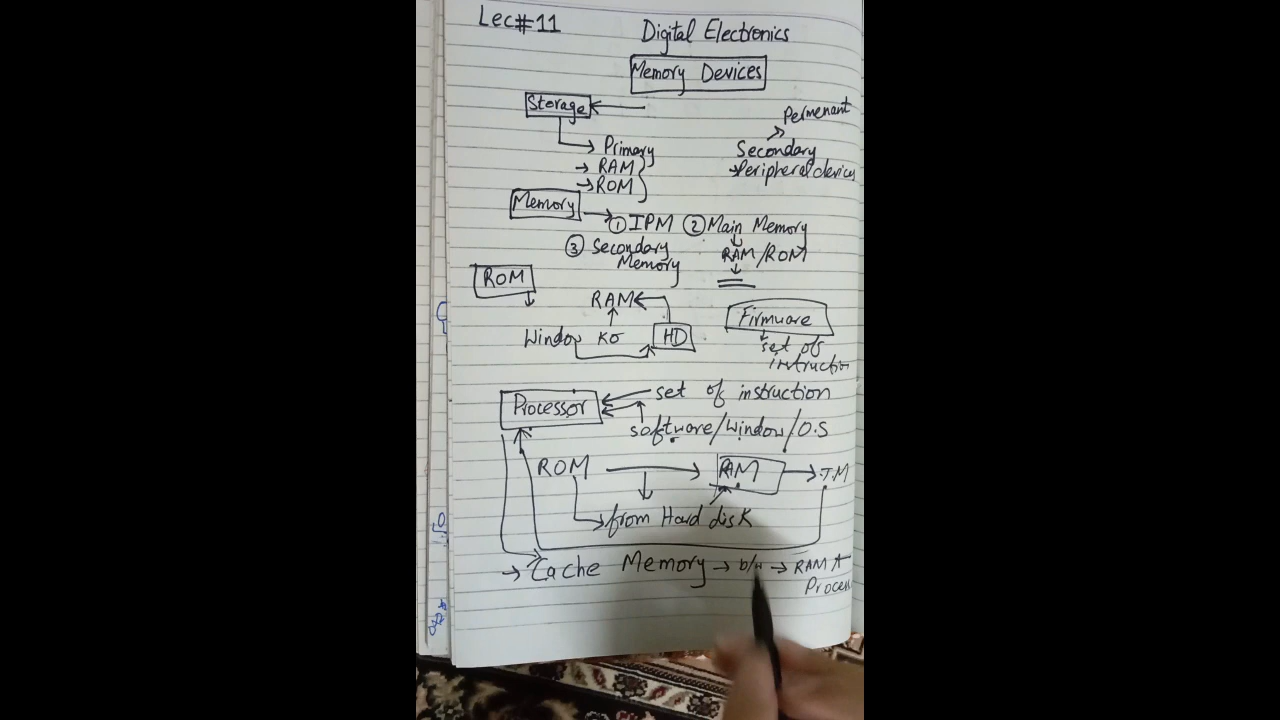 Lec#11
Digital Electronics
Memory Devices
Storage
Permenant
Primary
Secondary
→ RAM
→ Peripheral devices
→ ROM
Memory
① IPM ② Main Memory
③ Secondary Memory
RAM/ROM
ROM
RAM
Firmware
Window KO HD
set of
instruction
Processor
set of instruction
software/Window/O.S
ROM
RAM
I.M
from Hard disk
→ Cache Memory → b/w → RAM